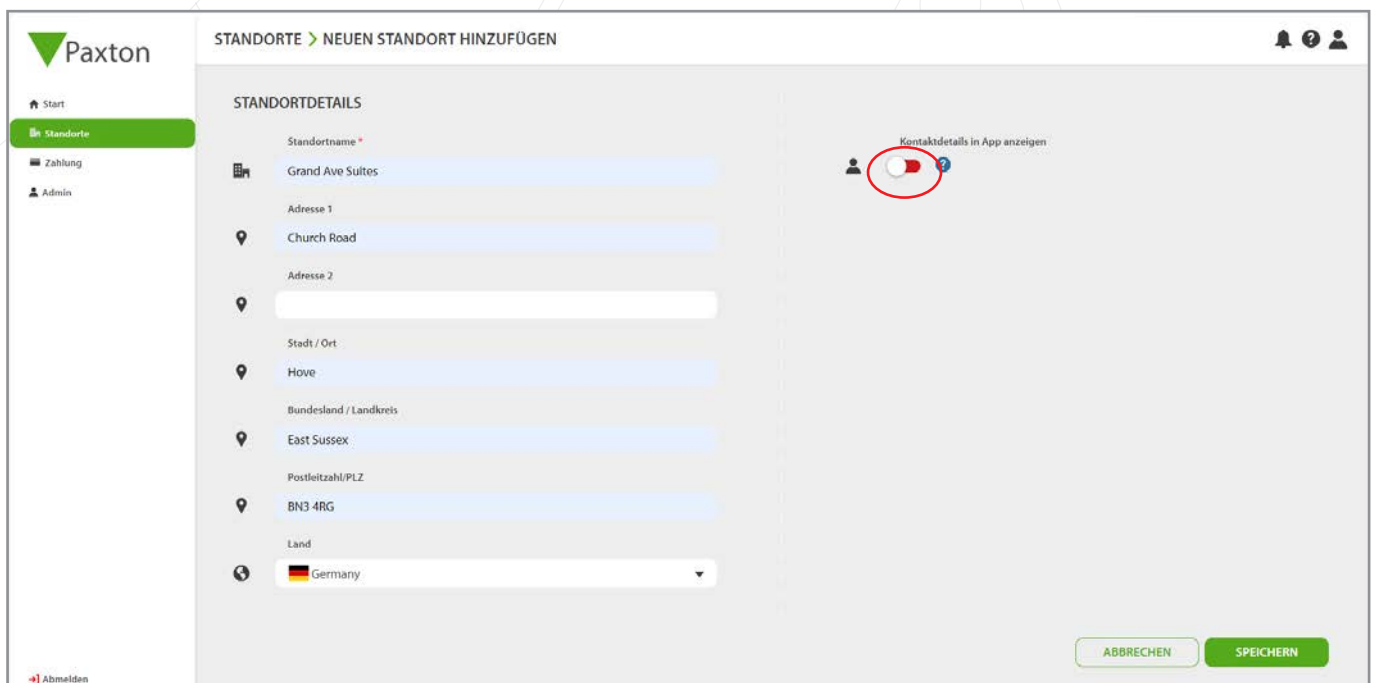 Paxton
STANDORTE > NEUEN STANDORT HINZUFÜGEN
Start
Standorte
Zahlung
Admin
Abmelden
STANDORTDETAILS
Standortname *
Grand Ave Suites
Adresse 1
Church Road
Adresse 2
Stadt / Ort
Hove
Bundesland / Landkreis
East Sussex
Postleitzahl/PLZ
BN3 4RG
Land
Germany
Kontaktdetails in App anzeigen
ABBRECHEN
SPEICHERN